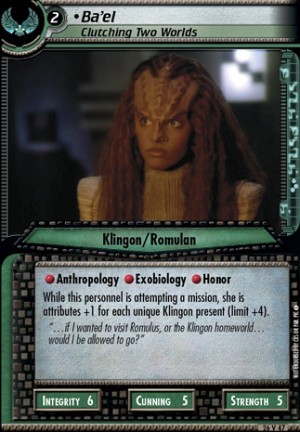 2 • Ba'el
Clutching Two Worlds
Klingon/Romulan
Anthropology Exobiology Honor
While this personnel is attempting a mission, she is
attributes +1 for each unique Klingon present (limit +4).
"…if I wanted to visit Romulus, or the Klingon homeworld…
would I be allowed to go?"
INTEGRITY 6 CUNNING 5 STRENGTH 5